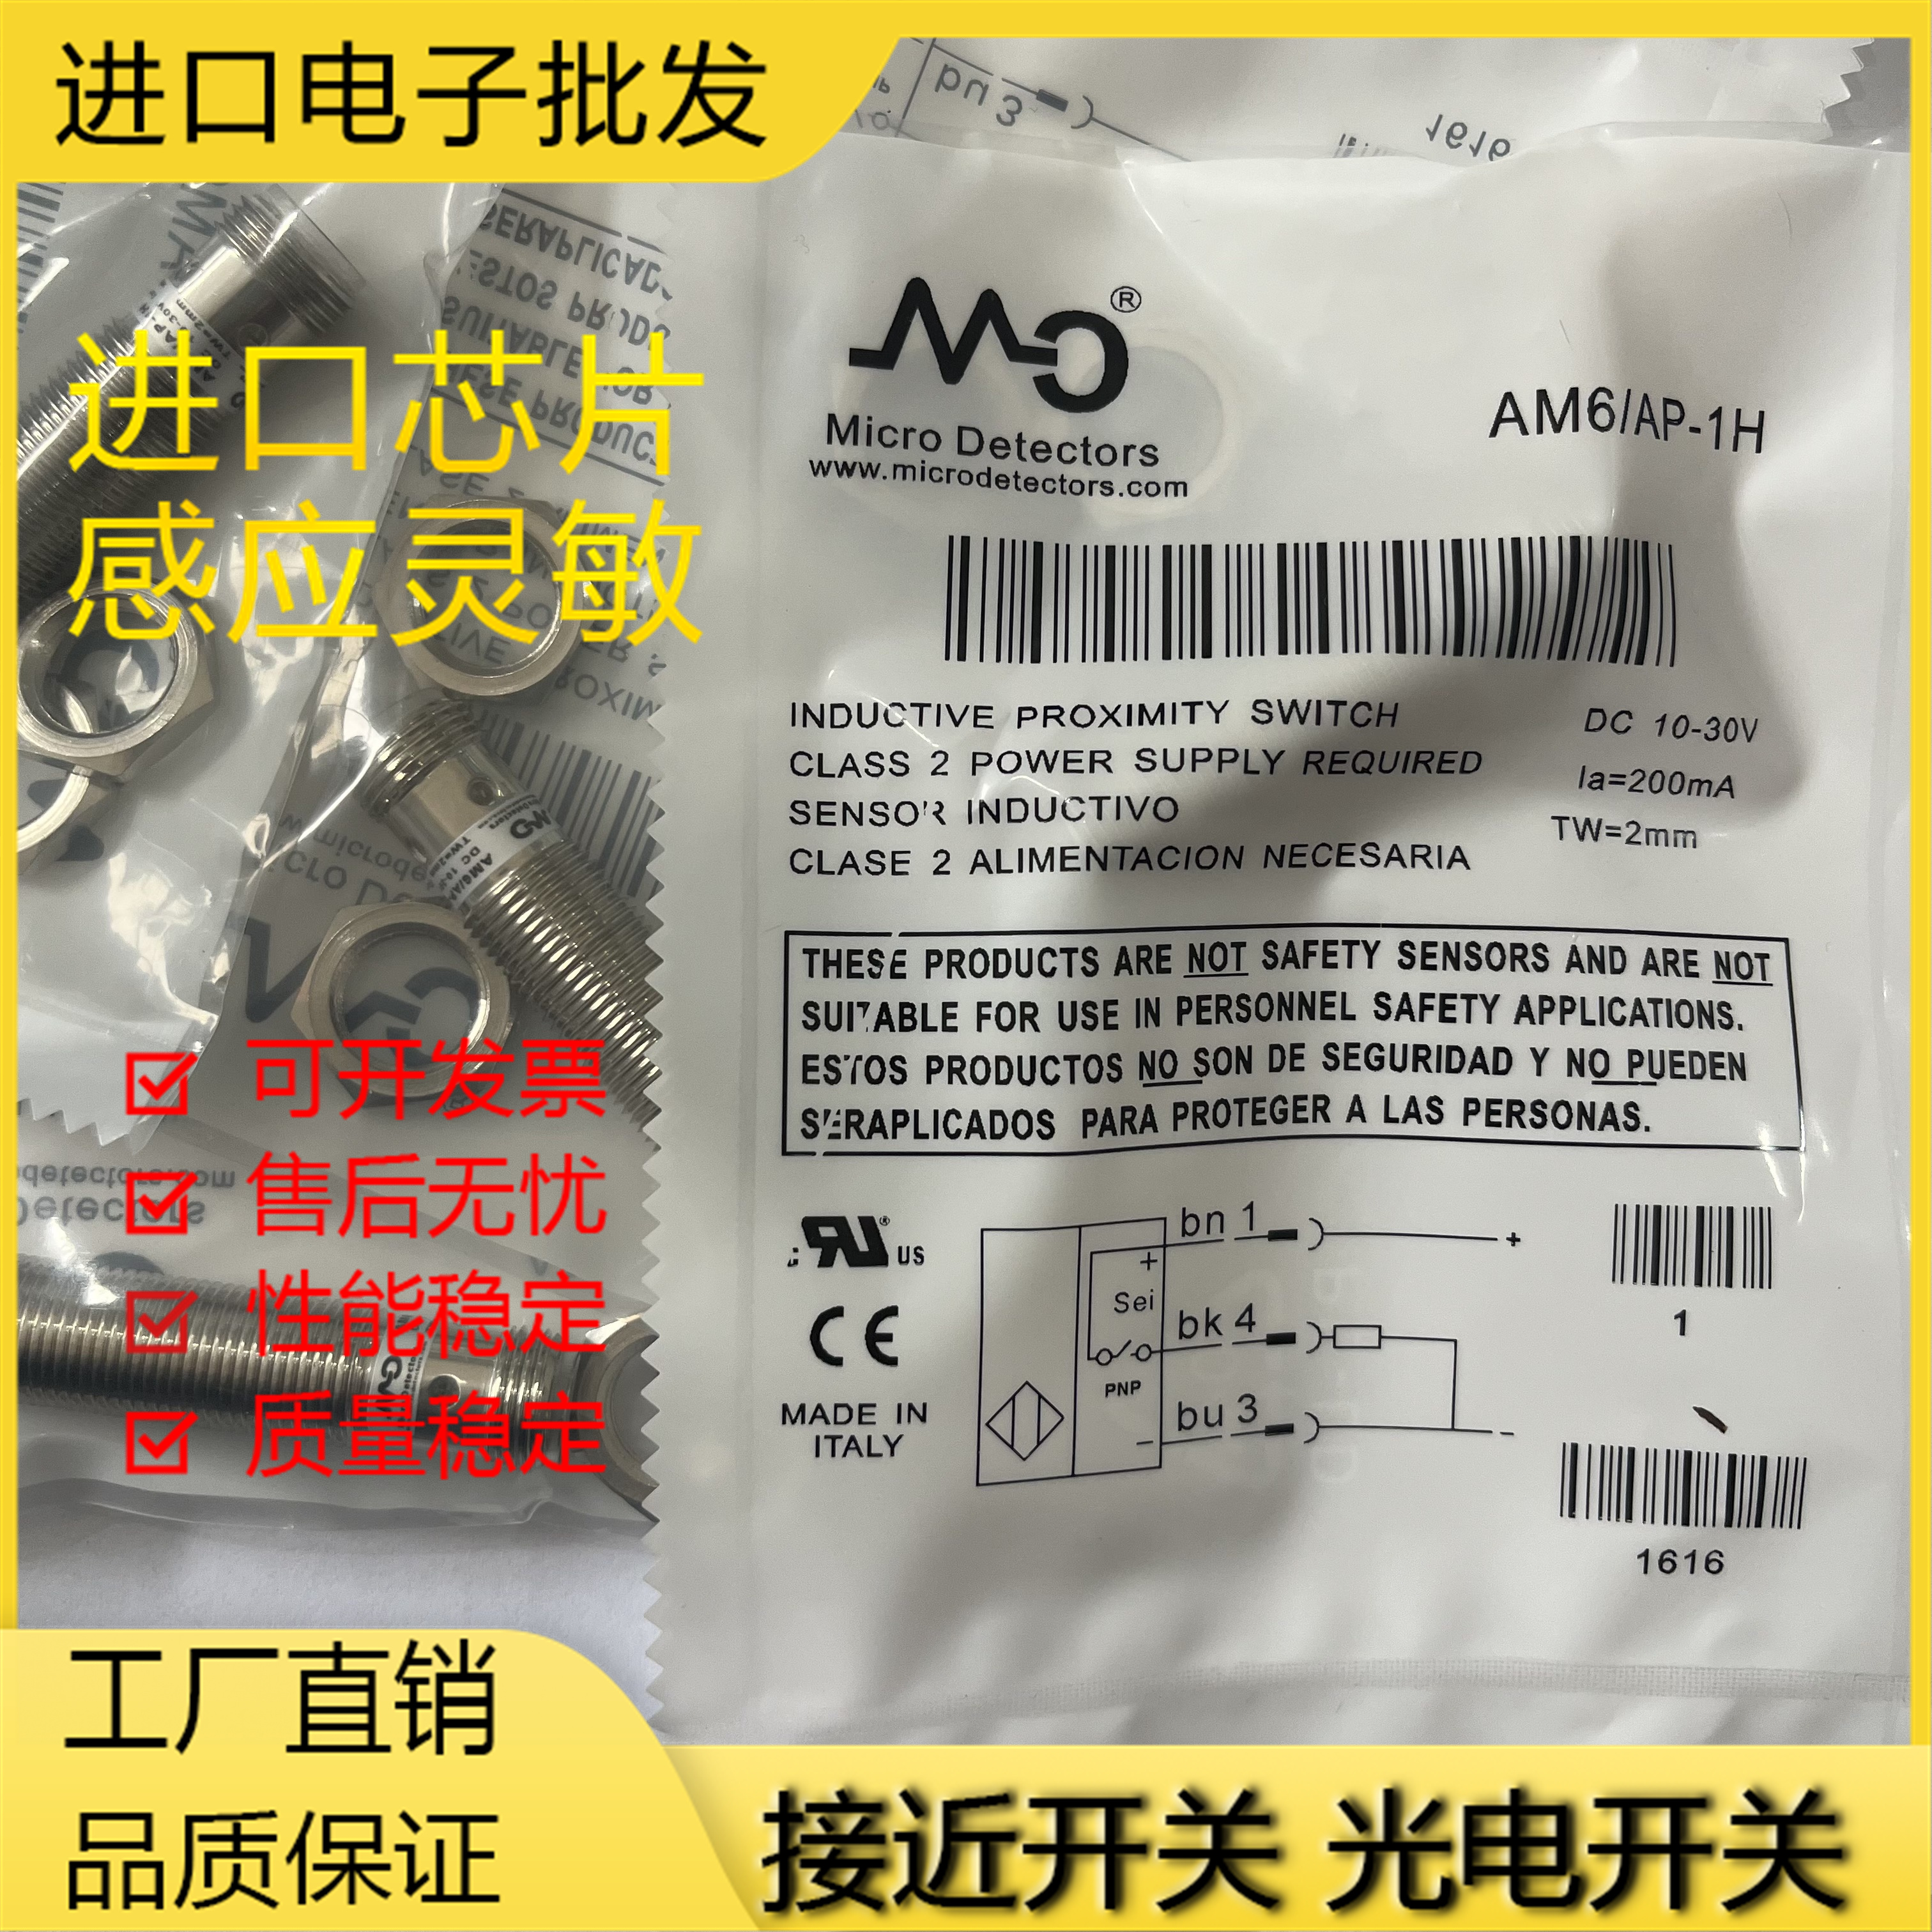 进口电子批发
bu 3
1616
进口芯片
感应灵敏
MD®
Micro Detectors
www.microdetectors.com
AM6/AP-1H
INDUCTIVE PROXIMITY SWITCH
CLASS 2 POWER SUPPLY REQUIRED
SENSOR INDUCTIVO
CLASE 2 ALIMENTACION NECESARIA
DC 10-30V
Ia=200mA
TW=2mm
THESE PRODUCTS ARE NOT SAFETY SENSORS AND ARE NOT
SUITABLE FOR USE IN PERSONNEL SAFETY APPLICATIONS.
ESTOS PRODUCTOS NO SON DE SEGURIDAD Y NO PUEDEN
SERAPLICADOS PARA PROTEGER A LAS PERSONAS.
US
CE
MADE IN
ITALY
bn 1
+
+
Sei
bk 4
PNP
bu 3
-
-
1
1616
可开发票
售后无忧
性能稳定
质量稳定
工厂直销
品质保证
接近开关 光电开关